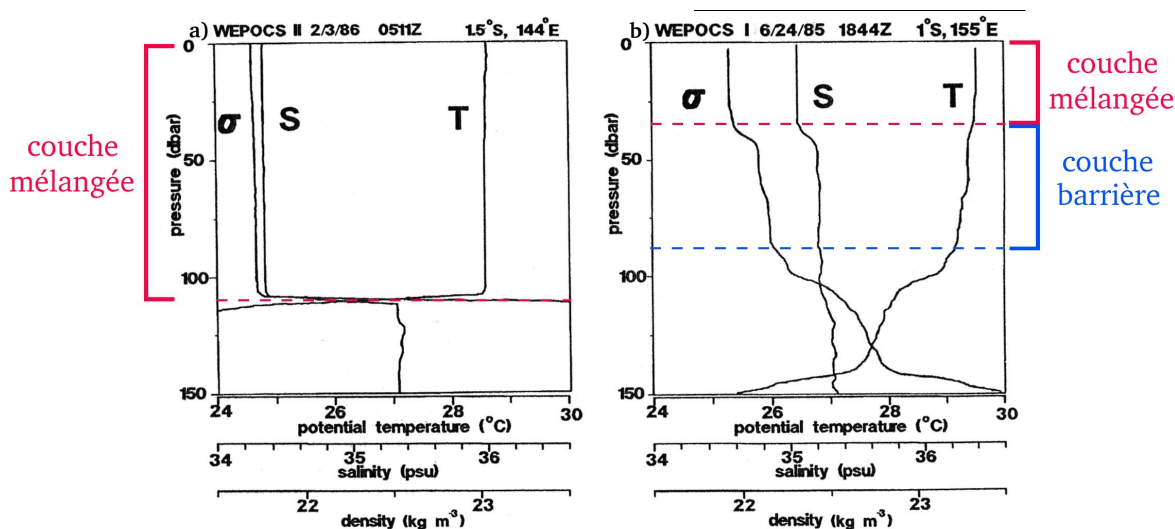 a) WEPOCS II 2/3/86 0511Z 1.5°S, 144°E
couche
mélangée
0
50
100
150
pressure (dbar)
σ S T
24 26 28 30
potential temperature (°C)
34 35 36
salinity (psu)
22 23
density (kg m-3)
b) WEPOCS I 6/24/85 1844Z 1°S, 155°E
0
50
100
150
pressure (dbar)
σ S T
couche
mélangée
couche
barrière
24 26 28 30
potential temperature (°C)
34 35 36
salinity (psu)
22 23
density (kg m-3)